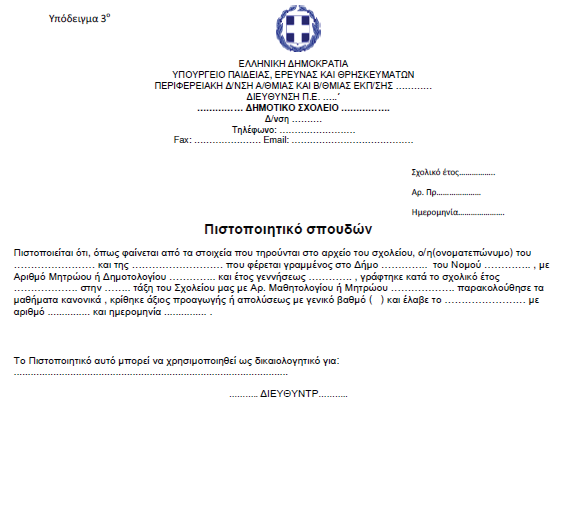 Υπόδειγμα 3ο
ΕΛΛΗΝΙΚΗ ΔΗΜΟΚΡΑΤΙΑ
ΥΠΟΥΡΓΕΙΟ ΠΑΙΔΕΙΑΣ, ΕΡΕΥΝΑΣ ΚΑΙ ΘΡΗΣΚΕΥΜΑΤΩΝ
ΠΕΡΙΦΕΡΕΙΑΚΗ Δ/ΝΣΗ Α/ΘΜΙΑΣ ΚΑΙ Β/ΘΜΙΑΣ ΕΚΠ/ΣΗΣ …………
ΔΙΕΥΘΥΝΣΗ Π.Ε. …..΄
………….. ΔΗΜΟΤΙΚΟ ΣΧΟΛΕΙΟ …………….
Δ/νση ……….
Τηλέφωνο: …………………….
Fax: …………………. Email: ………………………………….
Σχολικό έτος................
Αρ. Πρ....................
Ημερομηνία.....................
Πιστοποιητικό σπουδών
Πιστοποιείται ότι, όπως φαίνεται από τα στοιχεία που τηρούνται στο αρχείο του σχολείου, ο/η(ονοματεπώνυμο) του
…………………… και της ………………………. που φέρεται γραμμένος στο Δήμο ………….. του Νομού ………….. , με
Αριθμό Μητρώου ή Δημοτολογίου ………….. και έτος γεννήσεως …………. , γράφτηκε κατά το σχολικό έτος
………………. στην …….. τάξη του Σχολείου μας με Αρ. Μαθητολογίου ή Μητρώου ………………. παρακολούθησε τα
μαθήματα κανονικά , κρίθηκε άξιος προαγωγής ή απολύσεως με γενικό βαθμό ( ) και έλαβε το ……………………. με
αριθμό ............... και ημερομηνία ............... .
Το Πιστοποιητικό αυτό μπορεί να χρησιμοποιηθεί ως δικαιολογητικό για:
............................................................................................
.......... ΔΙΕΥΘΥΝΤΡ..........